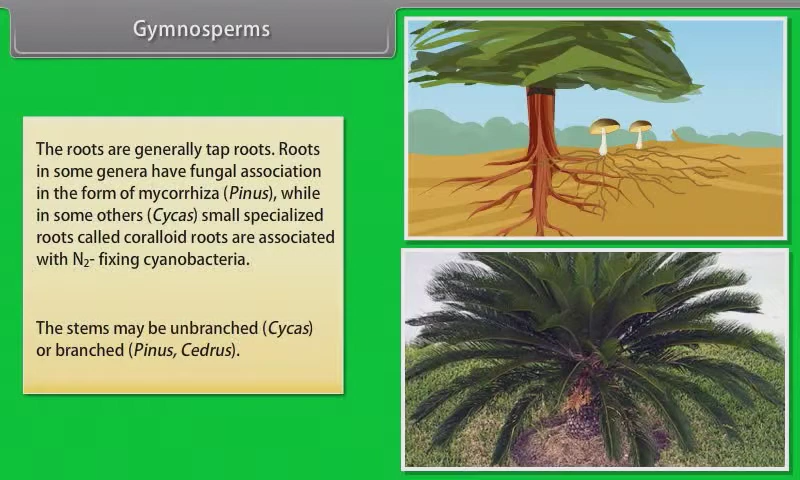 Gymnosperms
The roots are generally tap roots. Roots
in some genera have fungal association
in the form of mycorrhiza (Pinus), while
in some others (Cycas) small specialized
roots called coralloid roots are associated
with N₂- fixing cyanobacteria.
The stems may be unbranched (Cycas)
or branched (Pinus, Cedrus).